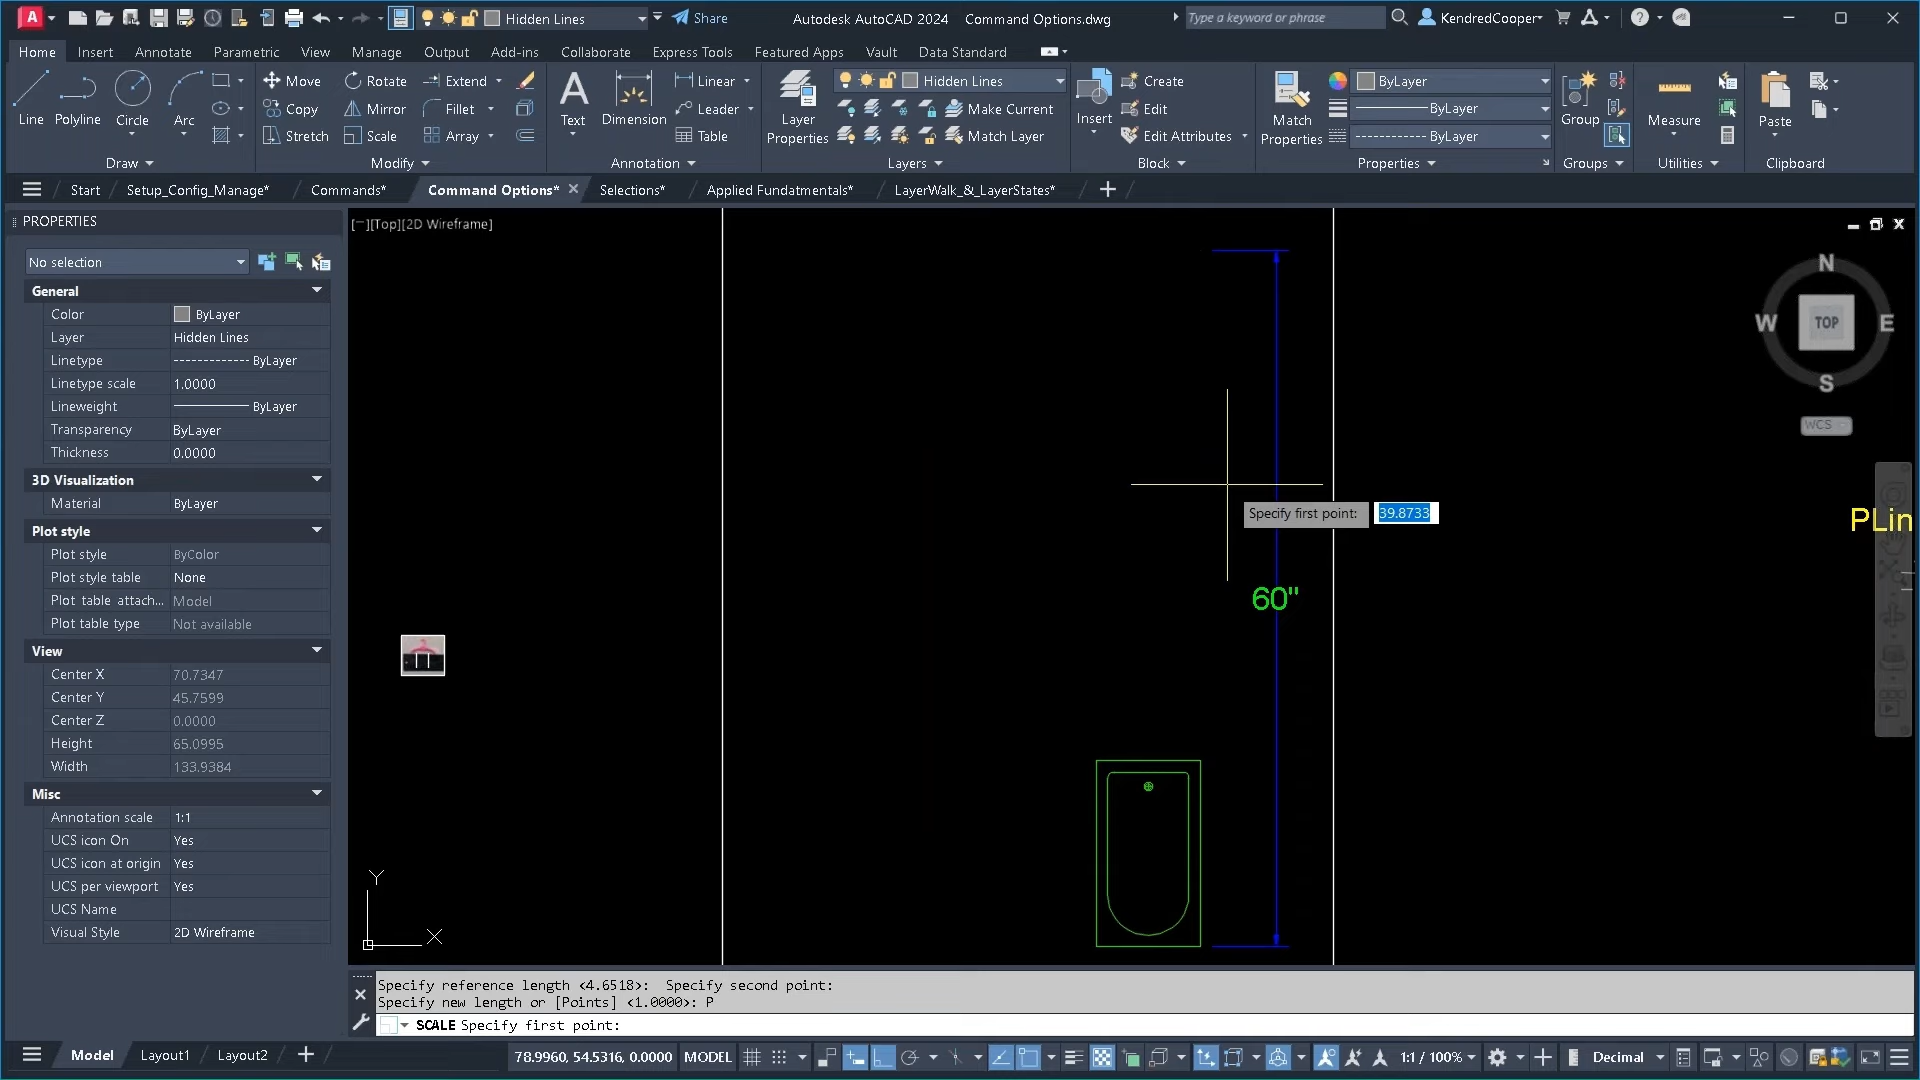 A Hidden Lines Share Autodesk AutoCAD 2024 Command Options.dwg Type a keyword or phrase KendredCooper
Home Insert Annotate Parametric View Manage Output Add-ins Collaborate Express Tools Featured Apps Vault Data Standard
Line Polyline Circle Arc
Draw
Move Rotate Extend
Copy Mirror Fillet
Stretch Scale Array
Modify
Text Dimension
Linear
Leader
Table
Annotation
Layer Properties
Hidden Lines
Make Current
Match Layer
Layers
Insert
Create
Edit
Edit Attributes
Block
Match Properties
ByLayer
ByLayer
ByLayer
Properties
Group
Groups
Measure
Utilities
Paste
Clipboard
Start Setup_Config_Manage* Commands* Command Options* Selections* Applied Fundatmentals* LayerWalk_&_LayerStates*
PROPERTIES
No selection
General
Color ByLayer
Layer Hidden Lines
Linetype ByLayer
Linetype scale 1.0000
Lineweight ByLayer
Transparency ByLayer
Thickness 0.0000
3D Visualization
Material ByLayer
Plot style
Plot style ByColor
Plot style table None
Plot table attach... Model
Plot table type Not available
View
Center X 70.7347
Center Y 45.7599
Center Z 0.0000
Height 65.0995
Width 133.9384
Misc
Annotation scale 1:1
UCS icon On Yes
UCS icon at origin Yes
UCS per viewport Yes
UCS Name
Visual Style 2D Wireframe
[−][Top][2D Wireframe]
N
W TOP E
S
WCS
Specify first point: 39.8733
PLin
60"
Y
X
Specify reference length <4.6518>:  Specify second point:
Specify new length or [Points] <1.0000>: P
SCALE Specify first point:
Model Layout1 Layout2 78.9960, 54.5316, 0.0000 MODEL 1:1 / 100% Decimal